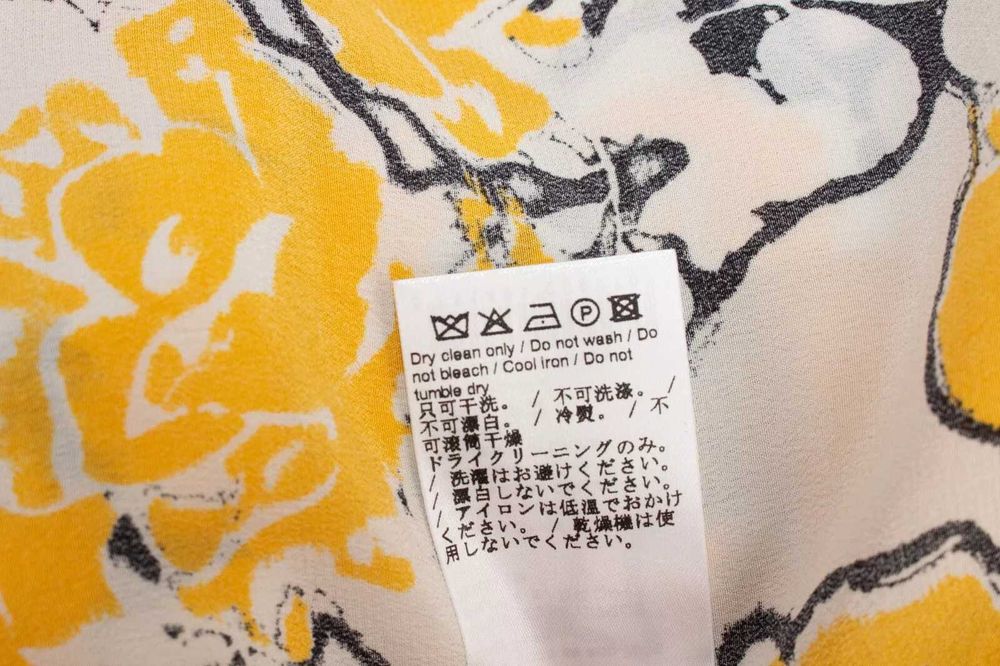 P
Dry clean only / Do not wash / Do
not bleach / Cool iron / Do not
tumble dry
只可干洗。 / 不可洗涤。 /
不可漂白。 / 冷熨。 / 不
可滚筒干燥
ドライクリーニングのみ。
/ 洗濯はお避けください。
/ 漂白しないでください。
/ アイロンは低温でおかけ
ください。 / 乾燥機は使
用しないでください。